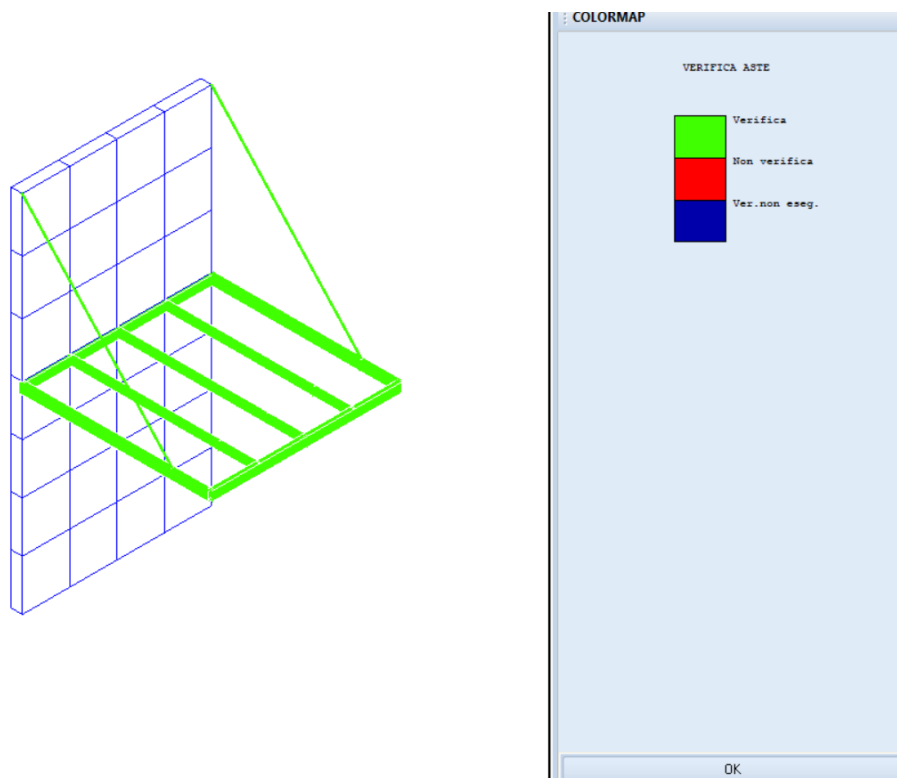 COLORMAP
VERIFICA ASTE
Verifica
Non verifica
Ver.non eseg.
OK